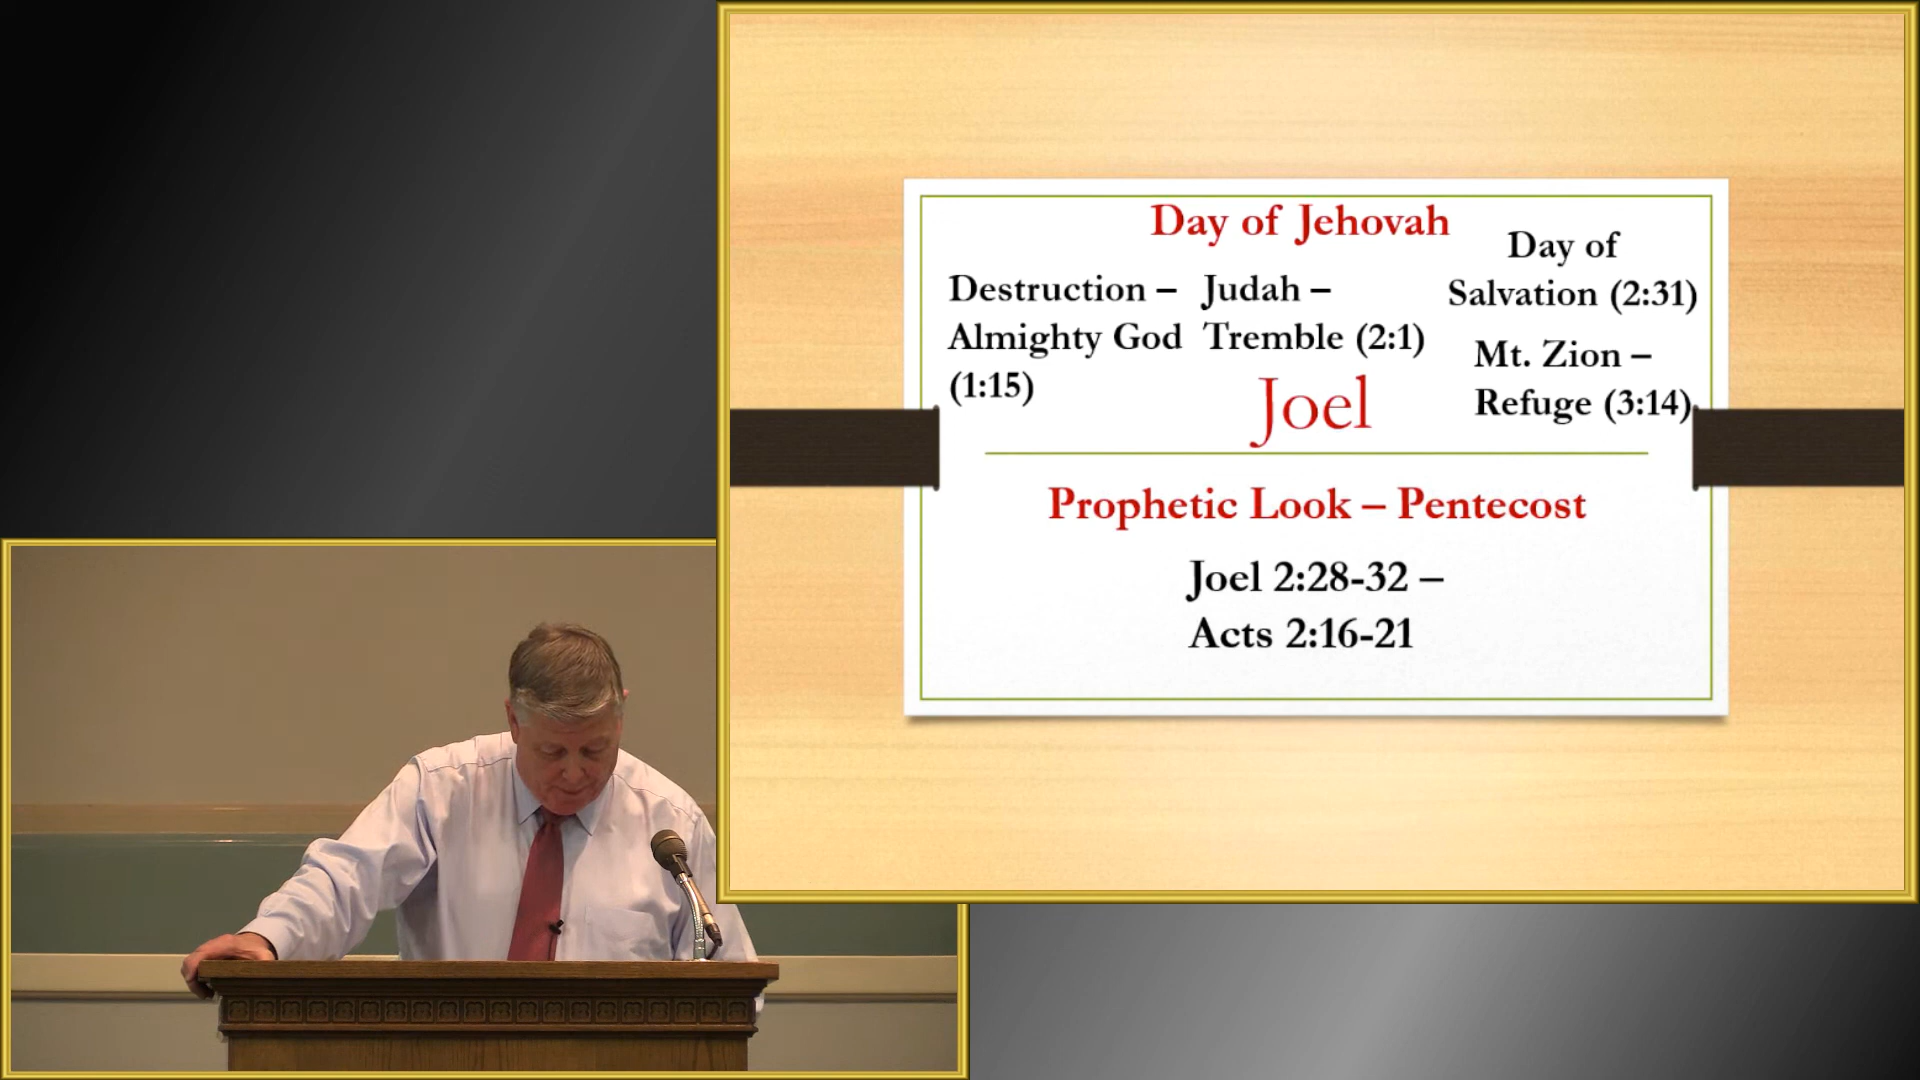 Day of Jehovah
Destruction –
Almighty God
(1:15)
Judah –
Tremble (2:1)
Day of
Salvation (2:31)
Mt. Zion –
Refuge (3:14)
Joel
Prophetic Look – Pentecost
Joel 2:28-32 –
Acts 2:16-21